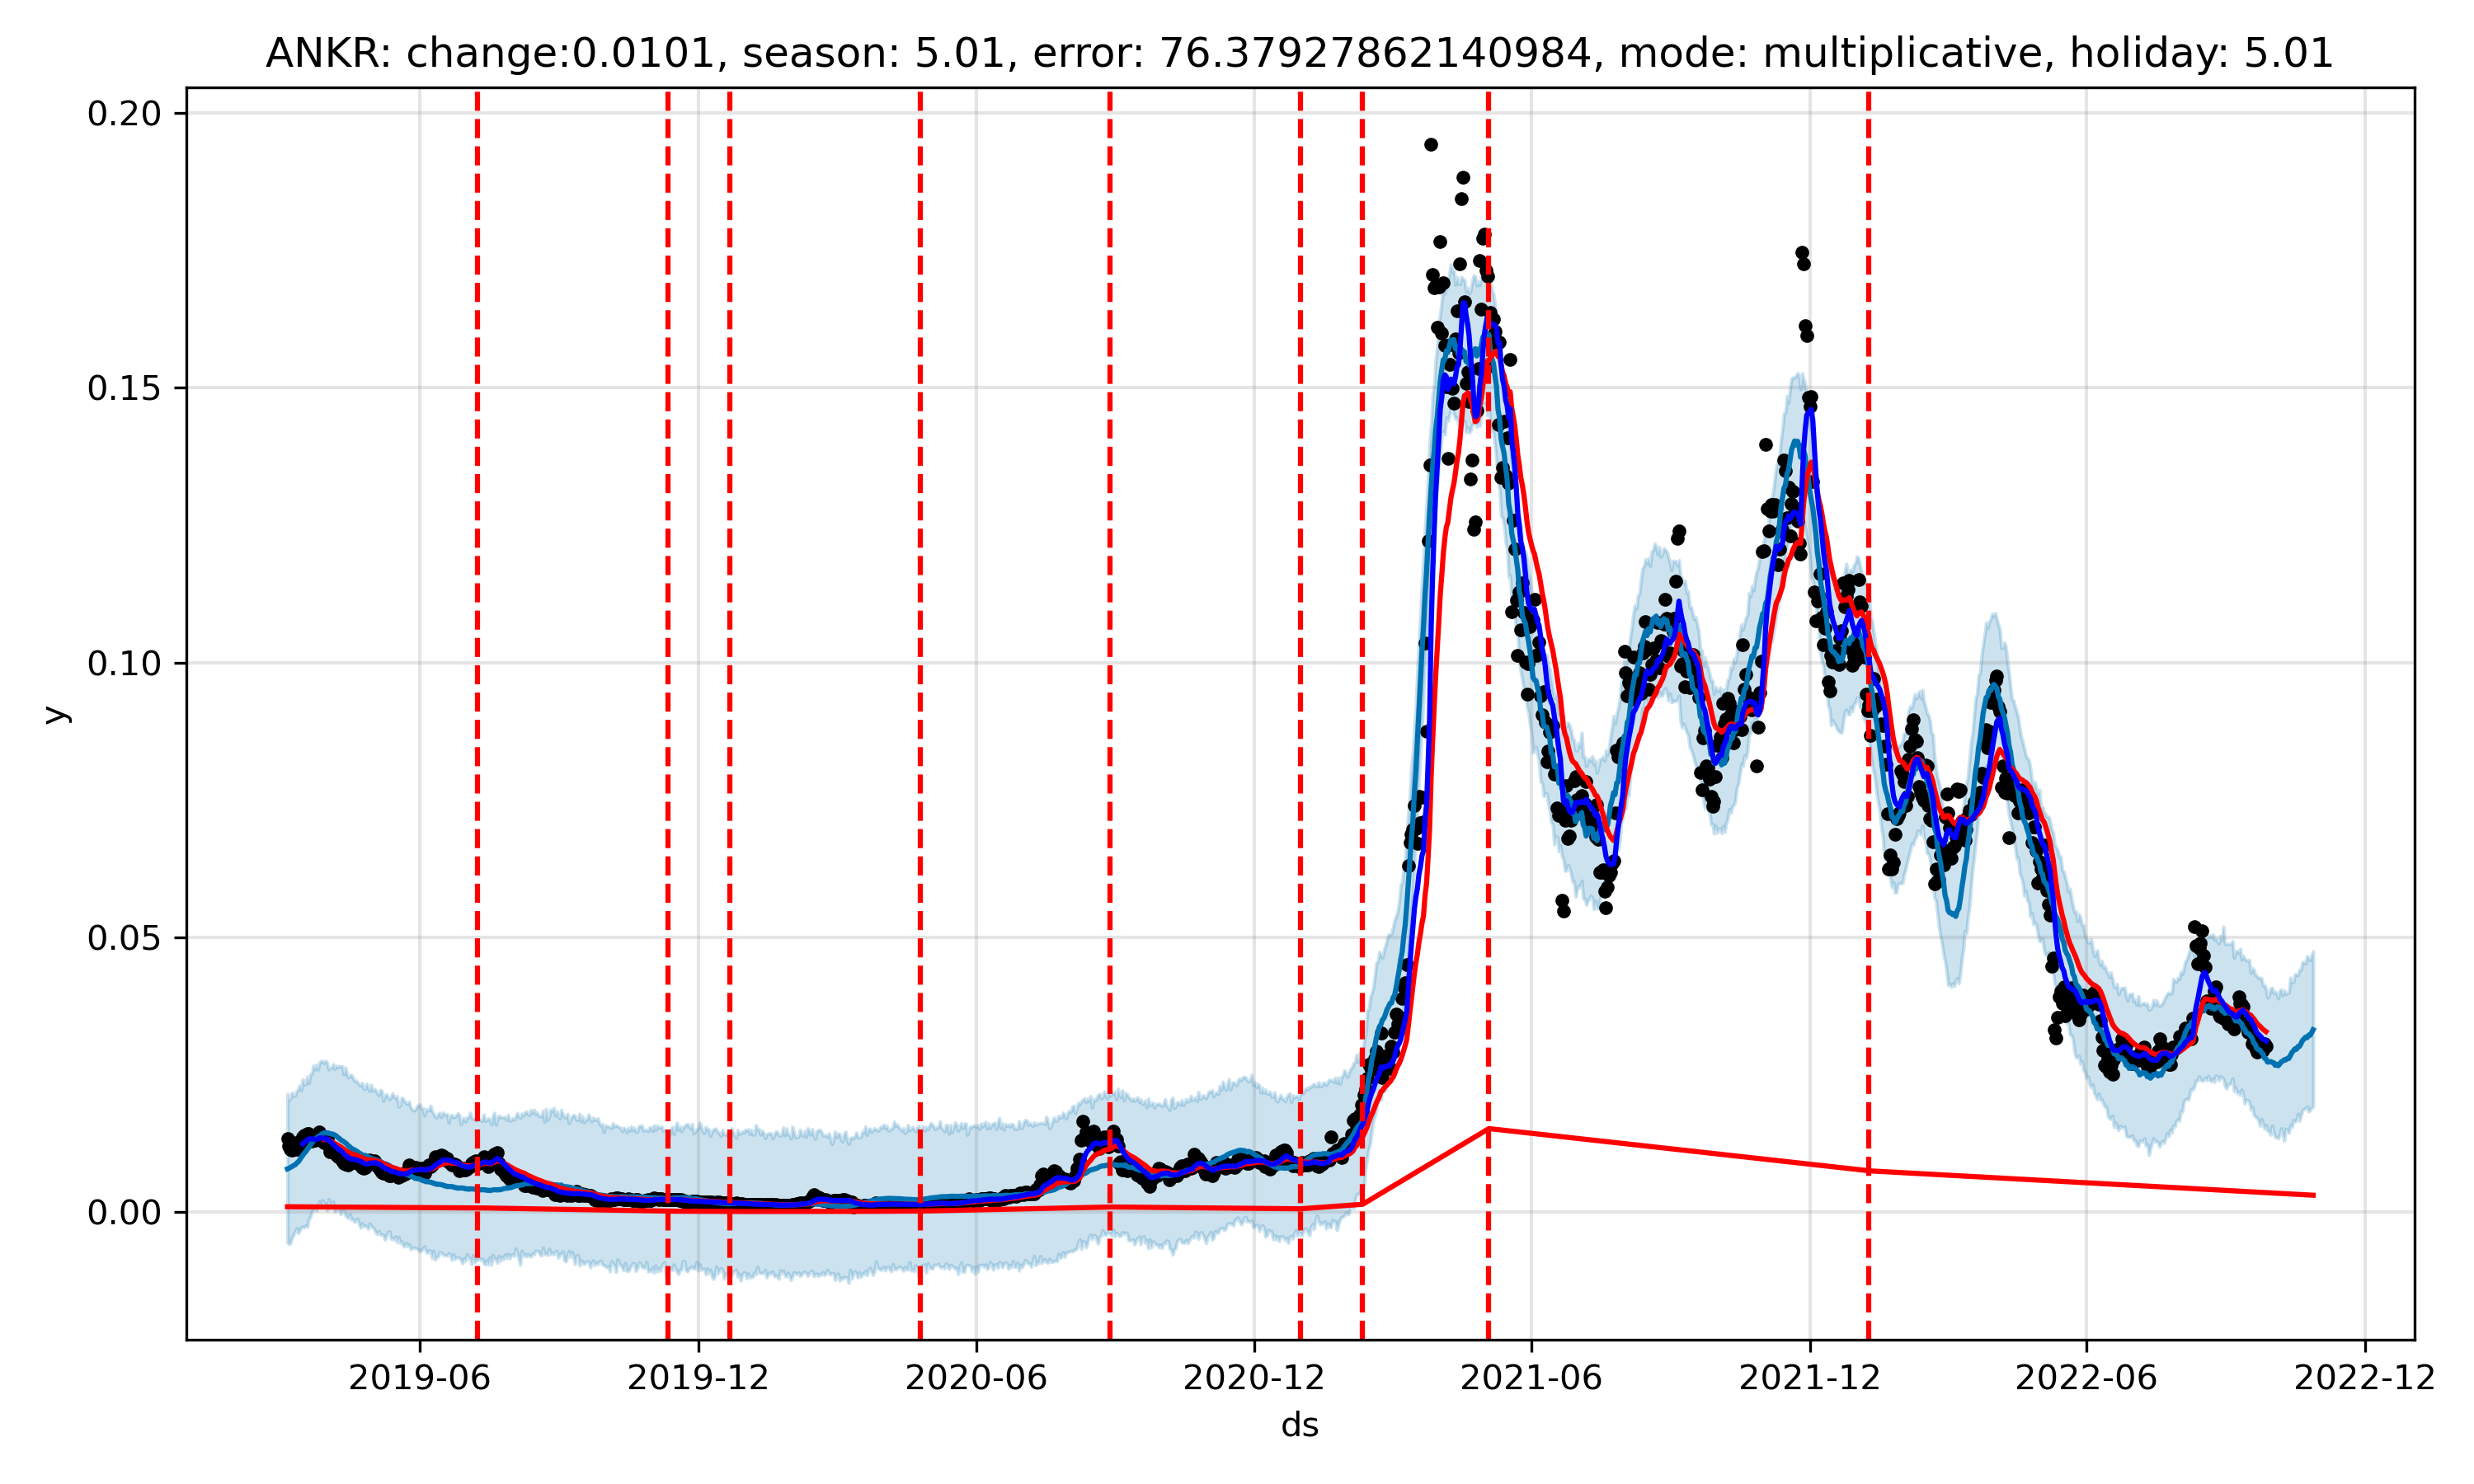 ANKR: change:0.0101, season: 5.01, error: 76.37927862140984, mode: multiplicative, holiday: 5.01
0.20
0.15
0.10
0.05
0.00
y
2019-06 2019-12 2020-06 2020-12 2021-06 2021-12 2022-06 2022-12
ds